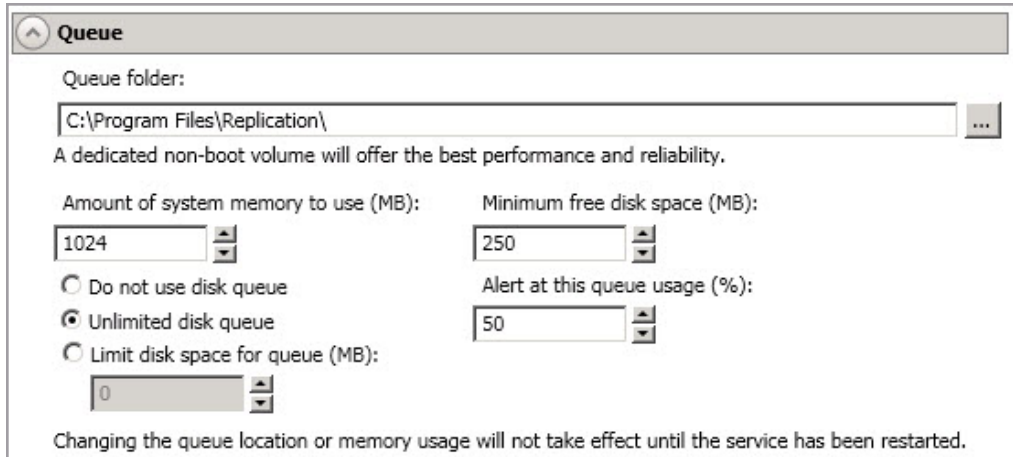 Queue
Queue folder:
C:\Program Files\Replication\
...
A dedicated non-boot volume will offer the best performance and reliability.
Amount of system memory to use (MB):
1024
Do not use disk queue
Unlimited disk queue
Limit disk space for queue (MB):
0
Minimum free disk space (MB):
250
Alert at this queue usage (%):
50
Changing the queue location or memory usage will not take effect until the service has been restarted.